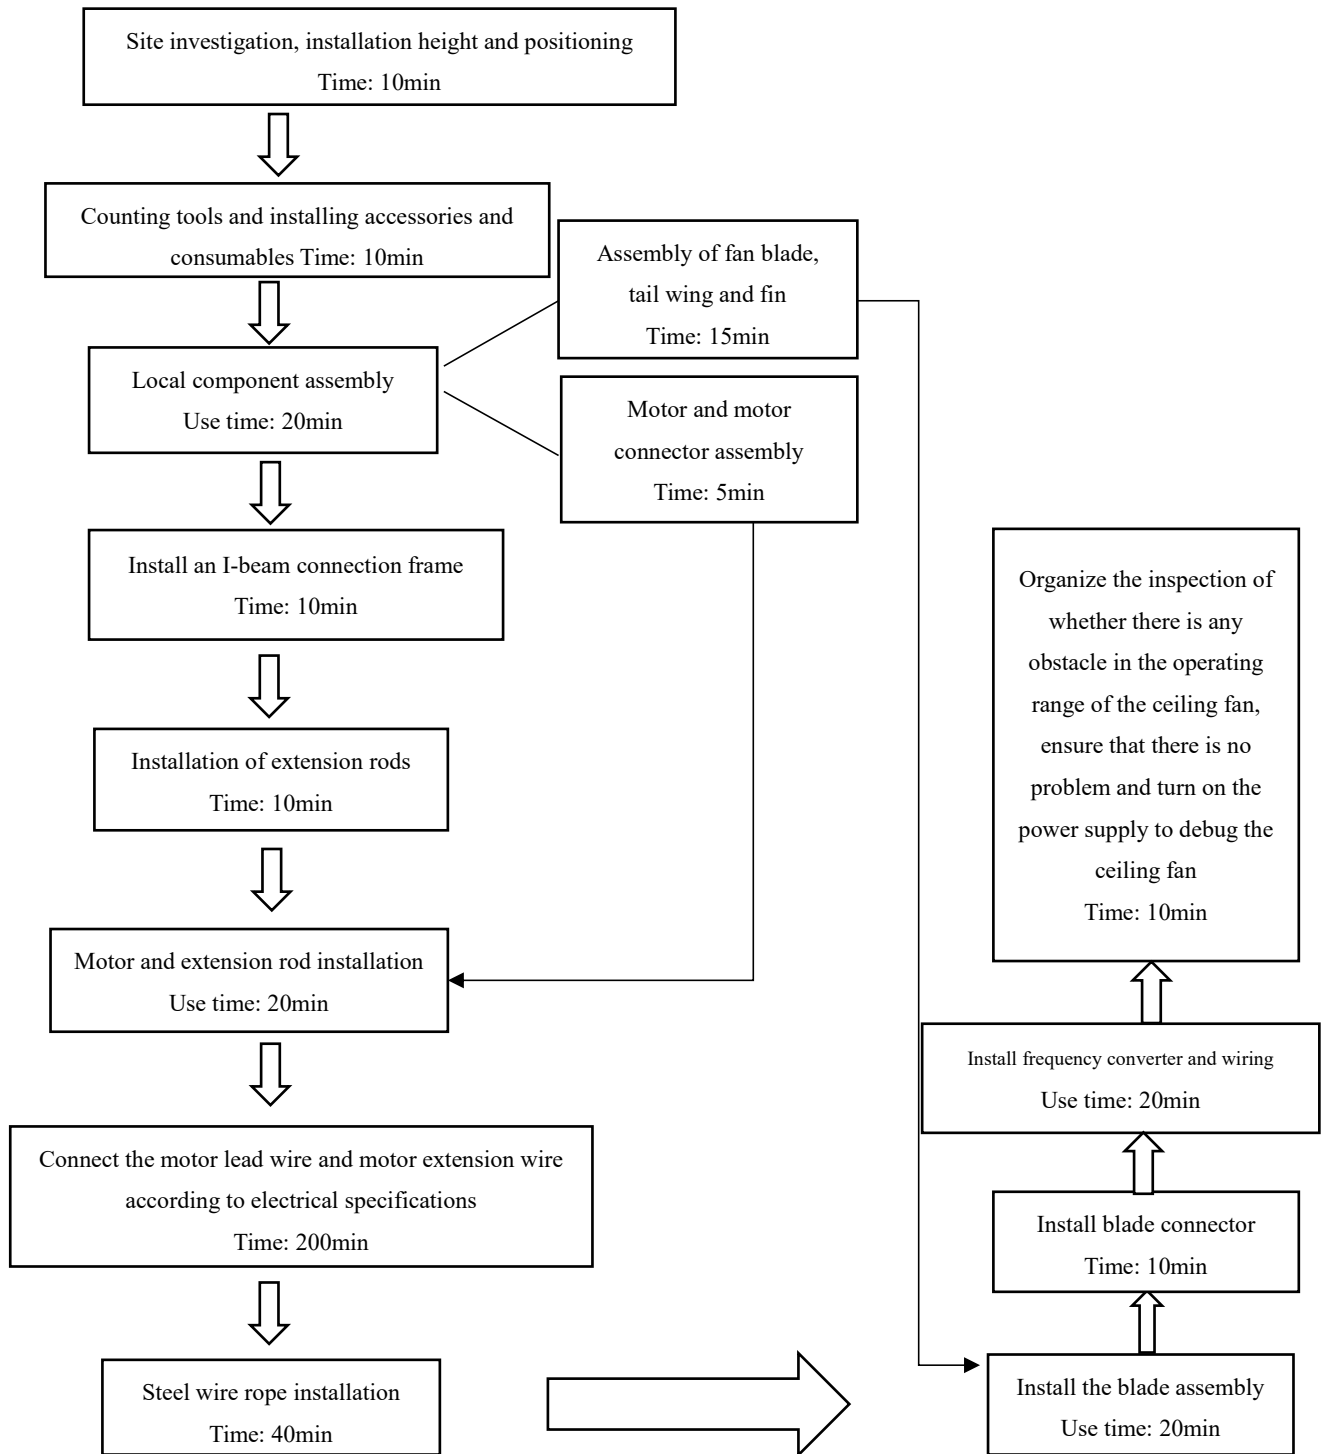 Site investigation, installation height and positioning
Time: 10min
Counting tools and installing accessories and
consumables Time: 10min
Assembly of fan blade,
tail wing and fin
Time: 15min
Local component assembly
Use time: 20min
Motor and motor
connector assembly
Time: 5min
Install an I-beam connection frame
Time: 10min
Installation of extension rods
Time: 10min
Motor and extension rod installation
Use time: 20min
Connect the motor lead wire and motor extension wire
according to electrical specifications
Time: 200min
Steel wire rope installation
Time: 40min
Organize the inspection of
whether there is any
obstacle in the operating
range of the ceiling fan,
ensure that there is no
problem and turn on the
power supply to debug the
ceiling fan
Time: 10min
Install frequency converter and wiring
Use time: 20min
Install blade connector
Time: 10min
Install the blade assembly
Use time: 20min